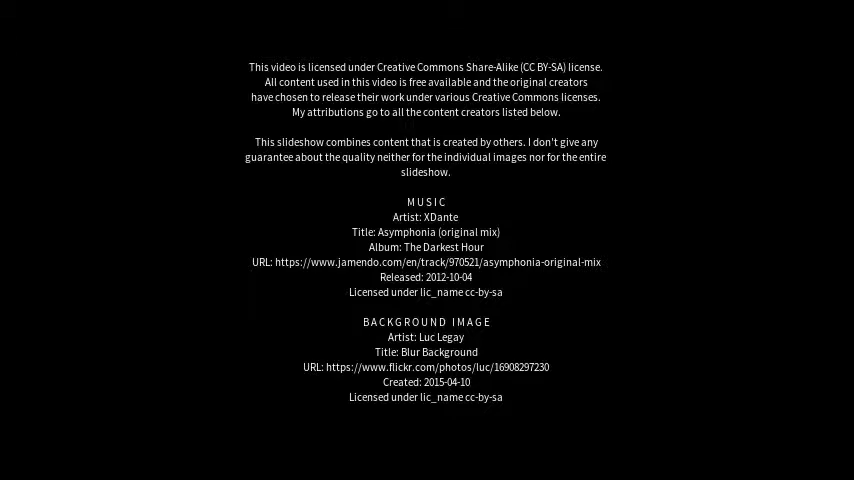 This video is licensed under Creative Commons Share-Alike (CC BY-SA) license.
All content used in this video is free available and the original creators
have chosen to release their work under various Creative Commons licenses.
My attributions go to all the content creators listed below.
This slideshow combines content that is created by others. I don't give any
guarantee about the quality neither for the individual images nor for the entire
slideshow.
MUSIC
Artist: XDante
Title: Asymphonia (original mix)
Album: The Darkest Hour
URL: https://www.jamendo.com/en/track/970521/asymphonia-original-mix
Released: 2012-10-04
Licensed under lic_name cc-by-sa
BACKGROUND IMAGE
Artist: Luc Legay
Title: Blur Background
URL: https://www.flickr.com/photos/luc/16908297230
Created: 2015-04-10
Licensed under lic_name cc-by-sa